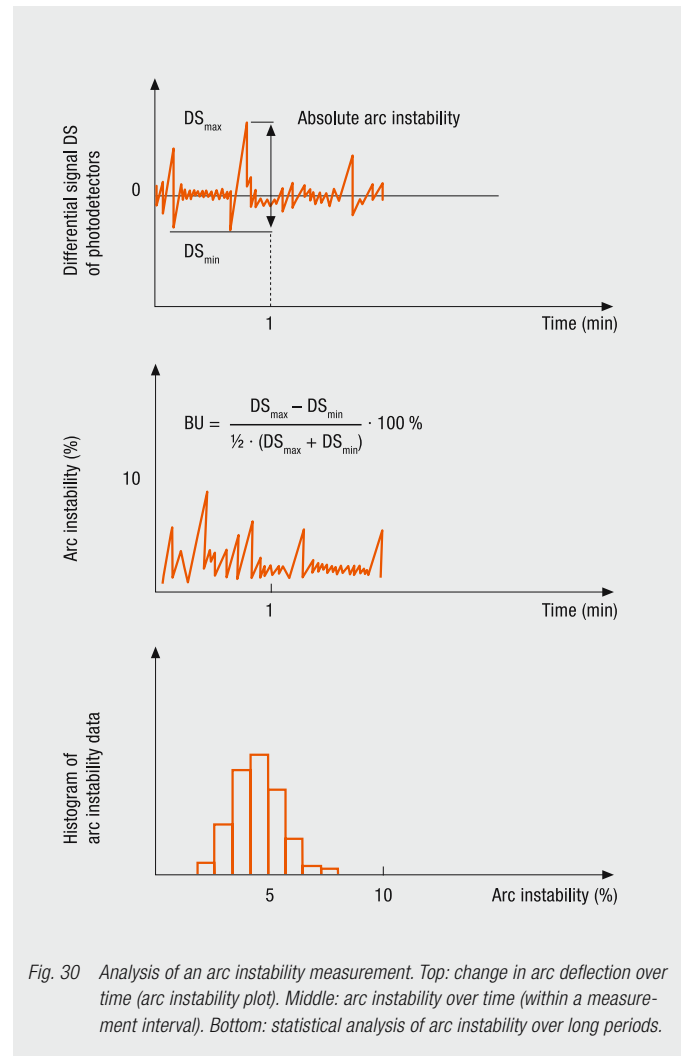 Differential signal DS
of photodetectors
DSmax
Absolute arc instability
0
DSmin
1
Time (min)
Arc instability (%)
BU = DSmax – DSmin / ½ · (DSmax + DSmin) · 100 %
10
1
Time (min)
Histogram of
arc instability data
5
10
Arc instability (%)
Fig. 30 Analysis of an arc instability measurement. Top: change in arc deflection over
time (arc instability plot). Middle: arc instability over time (within a measure-
ment interval). Bottom: statistical analysis of arc instability over long periods.